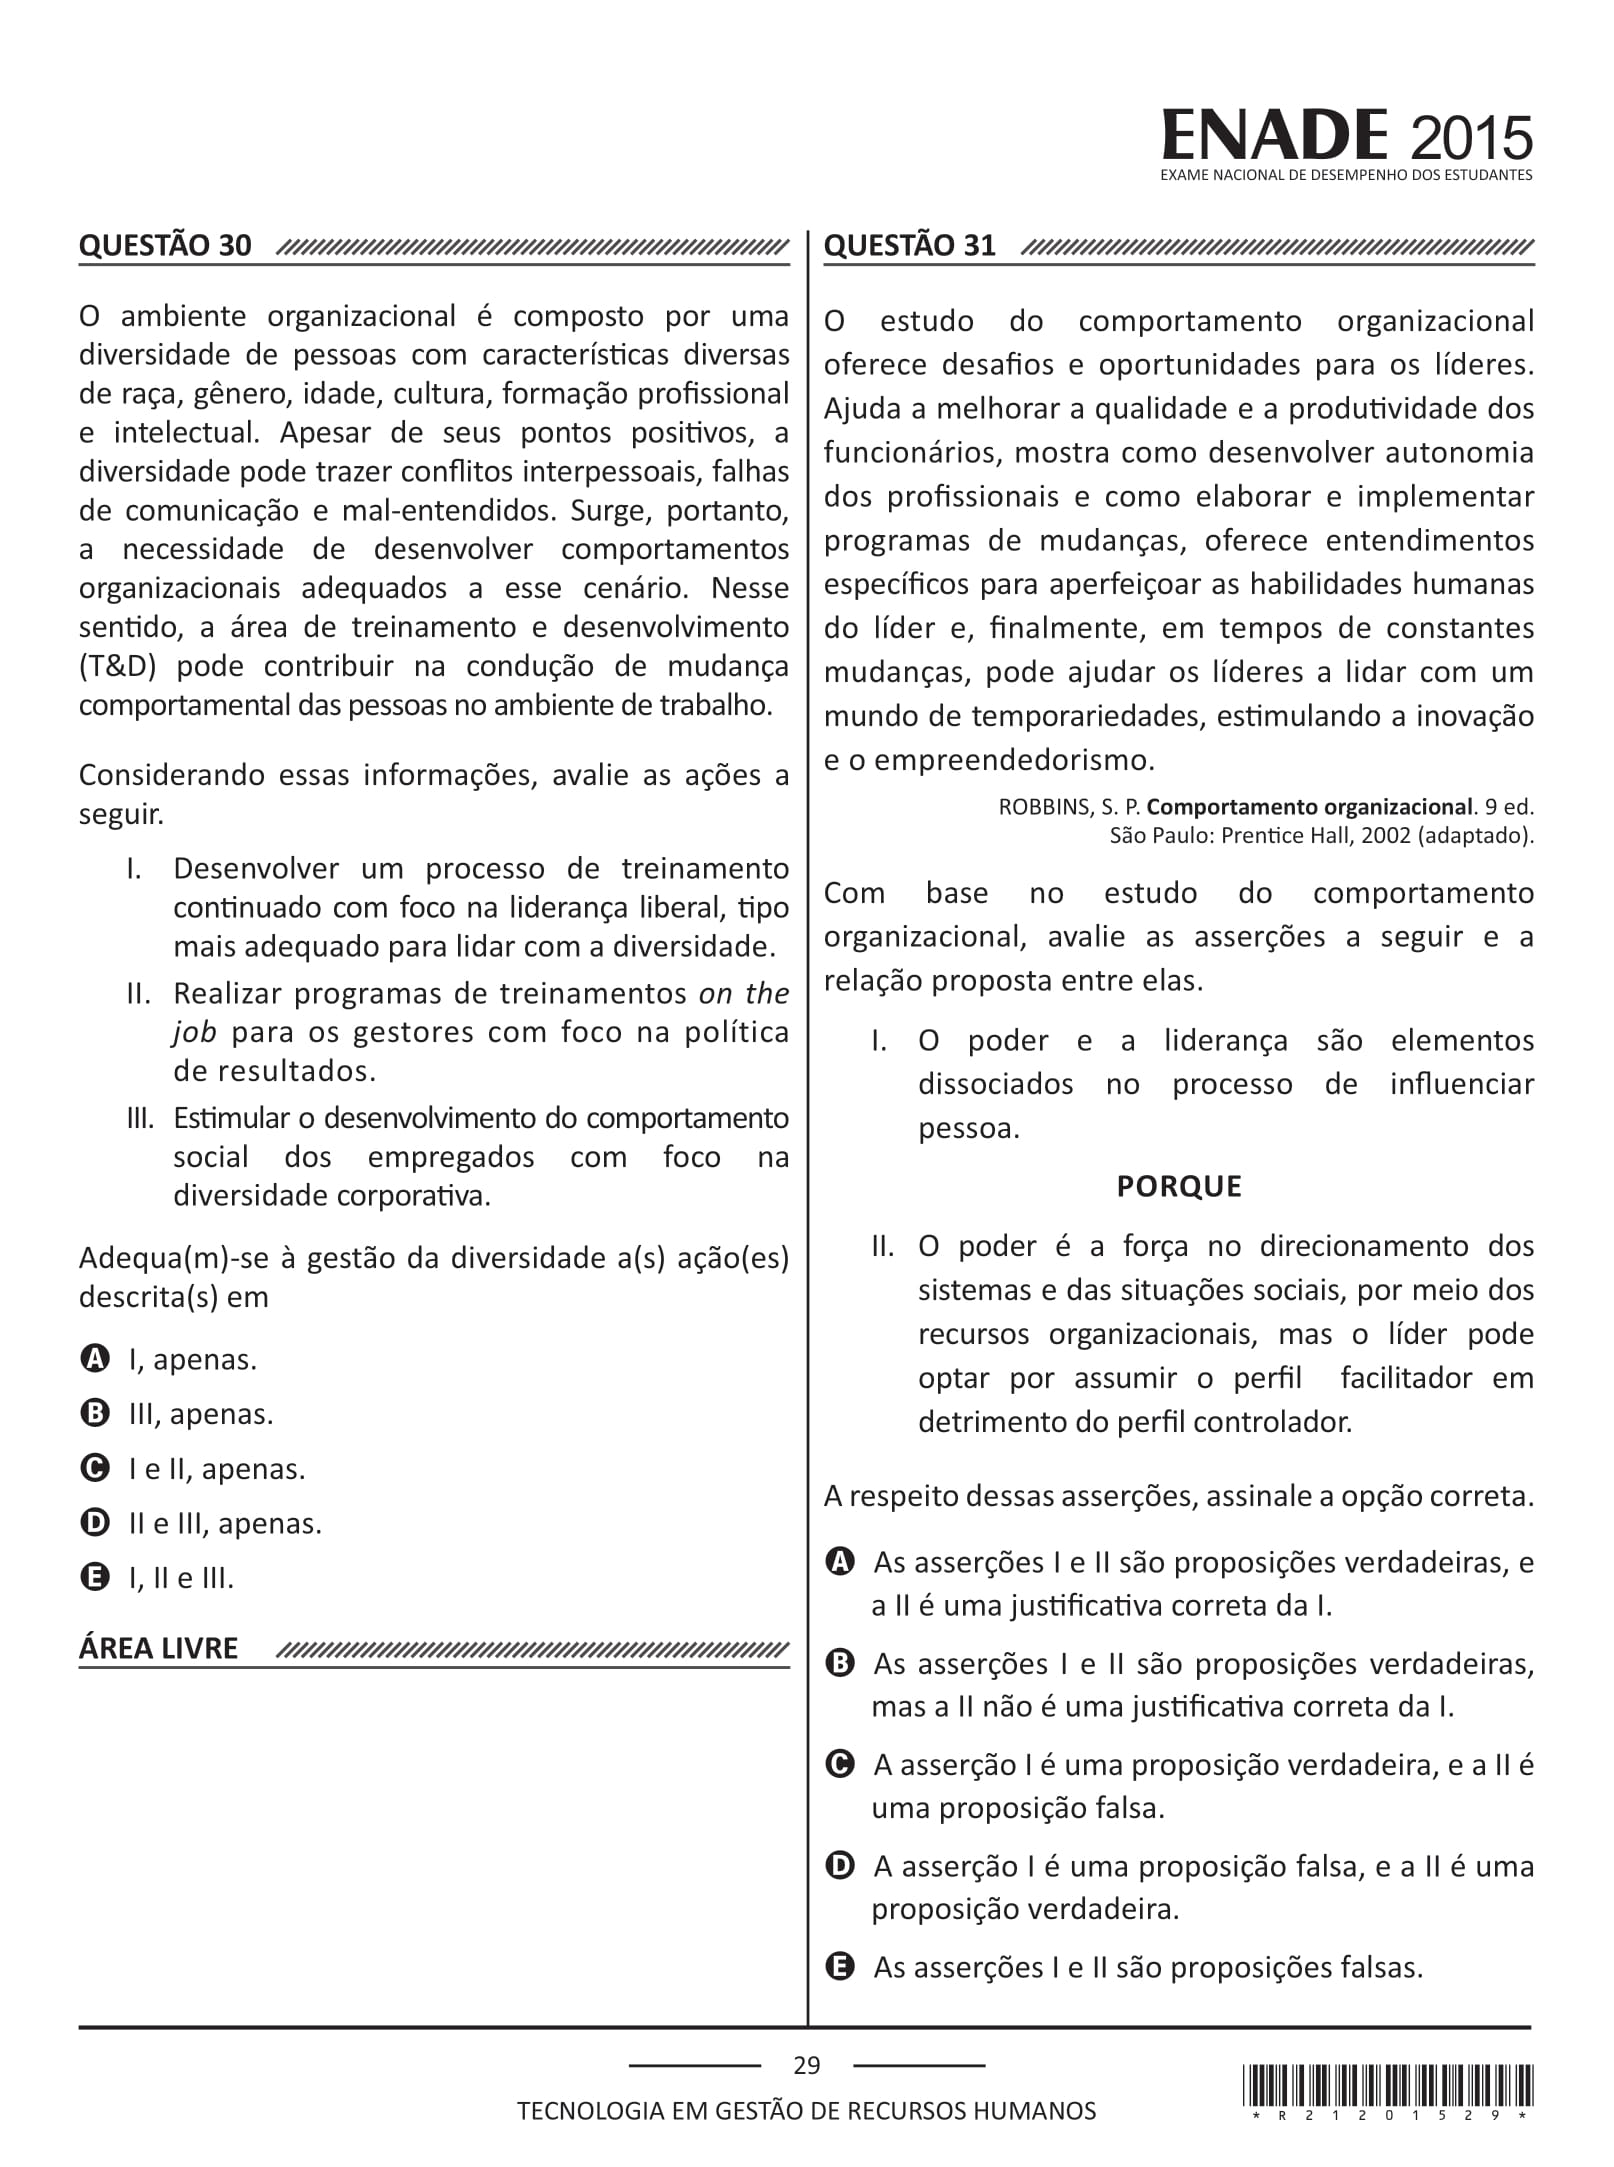 ENADE 2015
EXAME NACIONAL DE DESEMPENHO DOS ESTUDANTES
QUESTÃO 30
O ambiente organizacional é composto por uma
diversidade de pessoas com características diversas
de raça, gênero, idade, cultura, formação profissional
e intelectual. Apesar de seus pontos positivos, a
diversidade pode trazer conflitos interpessoais, falhas
de comunicação e mal-entendidos. Surge, portanto,
a necessidade de desenvolver comportamentos
organizacionais adequados a esse cenário. Nesse
sentido, a área de treinamento e desenvolvimento
(T&D) pode contribuir na condução de mudança
comportamental das pessoas no ambiente de trabalho.
Considerando essas informações, avalie as ações a
seguir.
I. Desenvolver um processo de treinamento
continuado com foco na liderança liberal, tipo
mais adequado para lidar com a diversidade.
II. Realizar programas de treinamentos on the
job para os gestores com foco na política
de resultados.
III. Estimular o desenvolvimento do comportamento
social dos empregados com foco na
diversidade corporativa.
Adequa(m)-se à gestão da diversidade a(s) ação(es)
descrita(s) em
A I, apenas.
B III, apenas.
C I e II, apenas.
D II e III, apenas.
E I, II e III.
ÁREA LIVRE
QUESTÃO 31
O estudo do comportamento organizacional
oferece desafios e oportunidades para os líderes.
Ajuda a melhorar a qualidade e a produtividade dos
funcionários, mostra como desenvolver autonomia
dos profissionais e como elaborar e implementar
programas de mudanças, oferece entendimentos
específicos para aperfeiçoar as habilidades humanas
do líder e, finalmente, em tempos de constantes
mudanças, pode ajudar os líderes a lidar com um
mundo de temporariedades, estimulando a inovação
e o empreendedorismo.
ROBBINS, S. P. Comportamento organizacional. 9 ed.
São Paulo: Prentice Hall, 2002 (adaptado).
Com base no estudo do comportamento
organizacional, avalie as asserções a seguir e a
relação proposta entre elas.
I. O poder e a liderança são elementos
dissociados no processo de influenciar
pessoa.
PORQUE
II. O poder é a força no direcionamento dos
sistemas e das situações sociais, por meio dos
recursos organizacionais, mas o líder pode
optar por assumir o perfil facilitador em
detrimento do perfil controlador.
A respeito dessas asserções, assinale a opção correta.
A As asserções I e II são proposições verdadeiras, e
a II é uma justificativa correta da I.
B As asserções I e II são proposições verdadeiras,
mas a II não é uma justificativa correta da I.
C A asserção I é uma proposição verdadeira, e a II é
uma proposição falsa.
D A asserção I é uma proposição falsa, e a II é uma
proposição verdadeira.
E As asserções I e II são proposições falsas.
29
TECNOLOGIA EM GESTÃO DE RECURSOS HUMANOS
* R 2 1 2 0 1 5 2 9 *